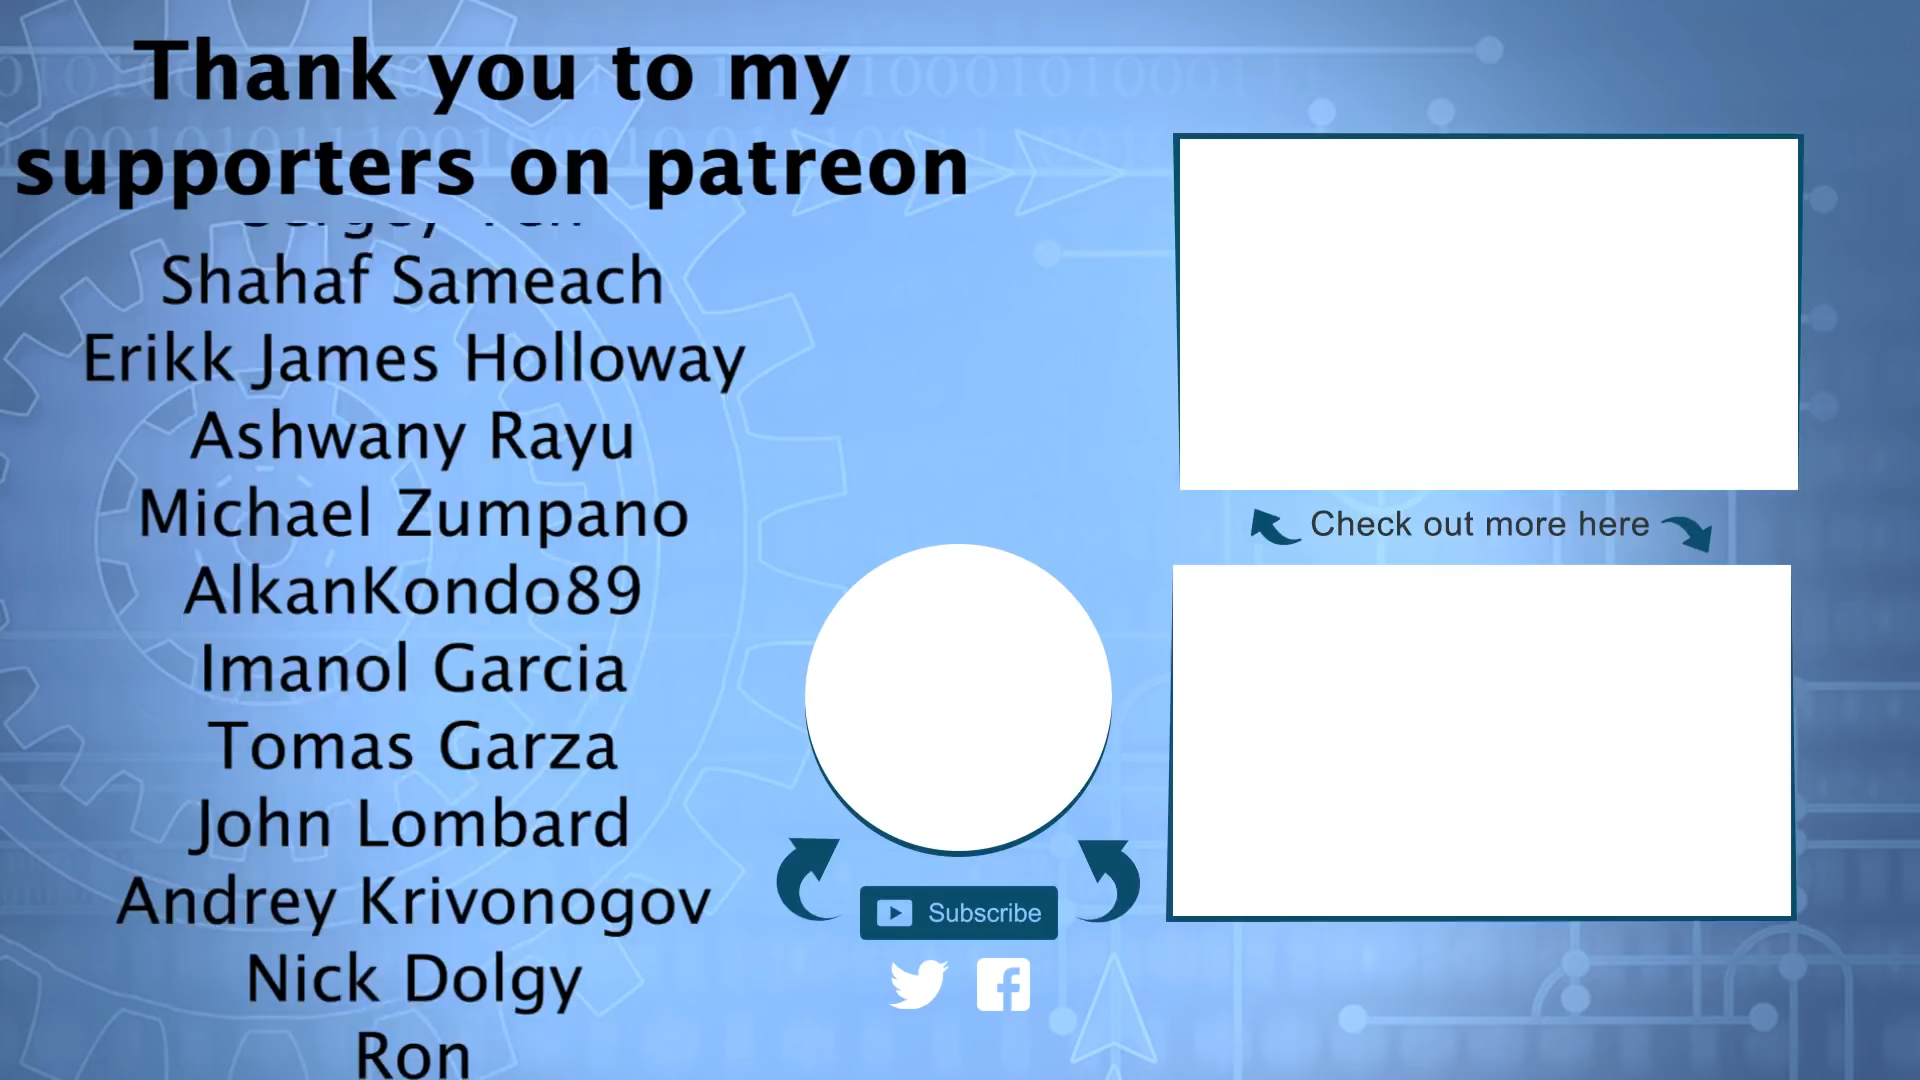 Thank you to my
supporters on patreon
Shahaf Sameach
Erikk James Holloway
Ashwany Rayu
Michael Zumpano
AlkanKondo89
Imanol Garcia
Tomas Garza
John Lombard
Andrey Krivonogov
Nick Dolgy
Ron
Check out more here
Subscribe